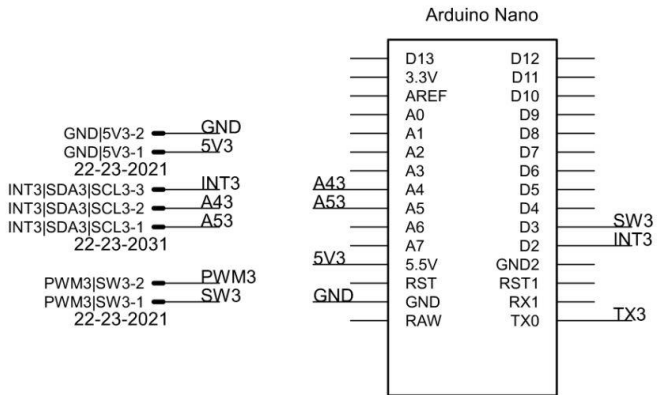 Arduino Nano
D13 D12
3.3V D11
AREF D10
A0 D9
GND|5V3-2 GND A1 D8
GND|5V3-1 5V3 A2 D7
22-23-2021 A3 D6
INT3|SDA3|SCL3-3 INT3 A43 A4 D5
INT3|SDA3|SCL3-2 A43 A53 A5 D4
INT3|SDA3|SCL3-1 A53 A6 D3 SW3
22-23-2031 A7 D2 INT3
5V3 5.5V GND2
PWM3|SW3-2 PWM3 RST RST1
PWM3|SW3-1 SW3 GND GND RX1
22-23-2021 RAW TX0 TX3